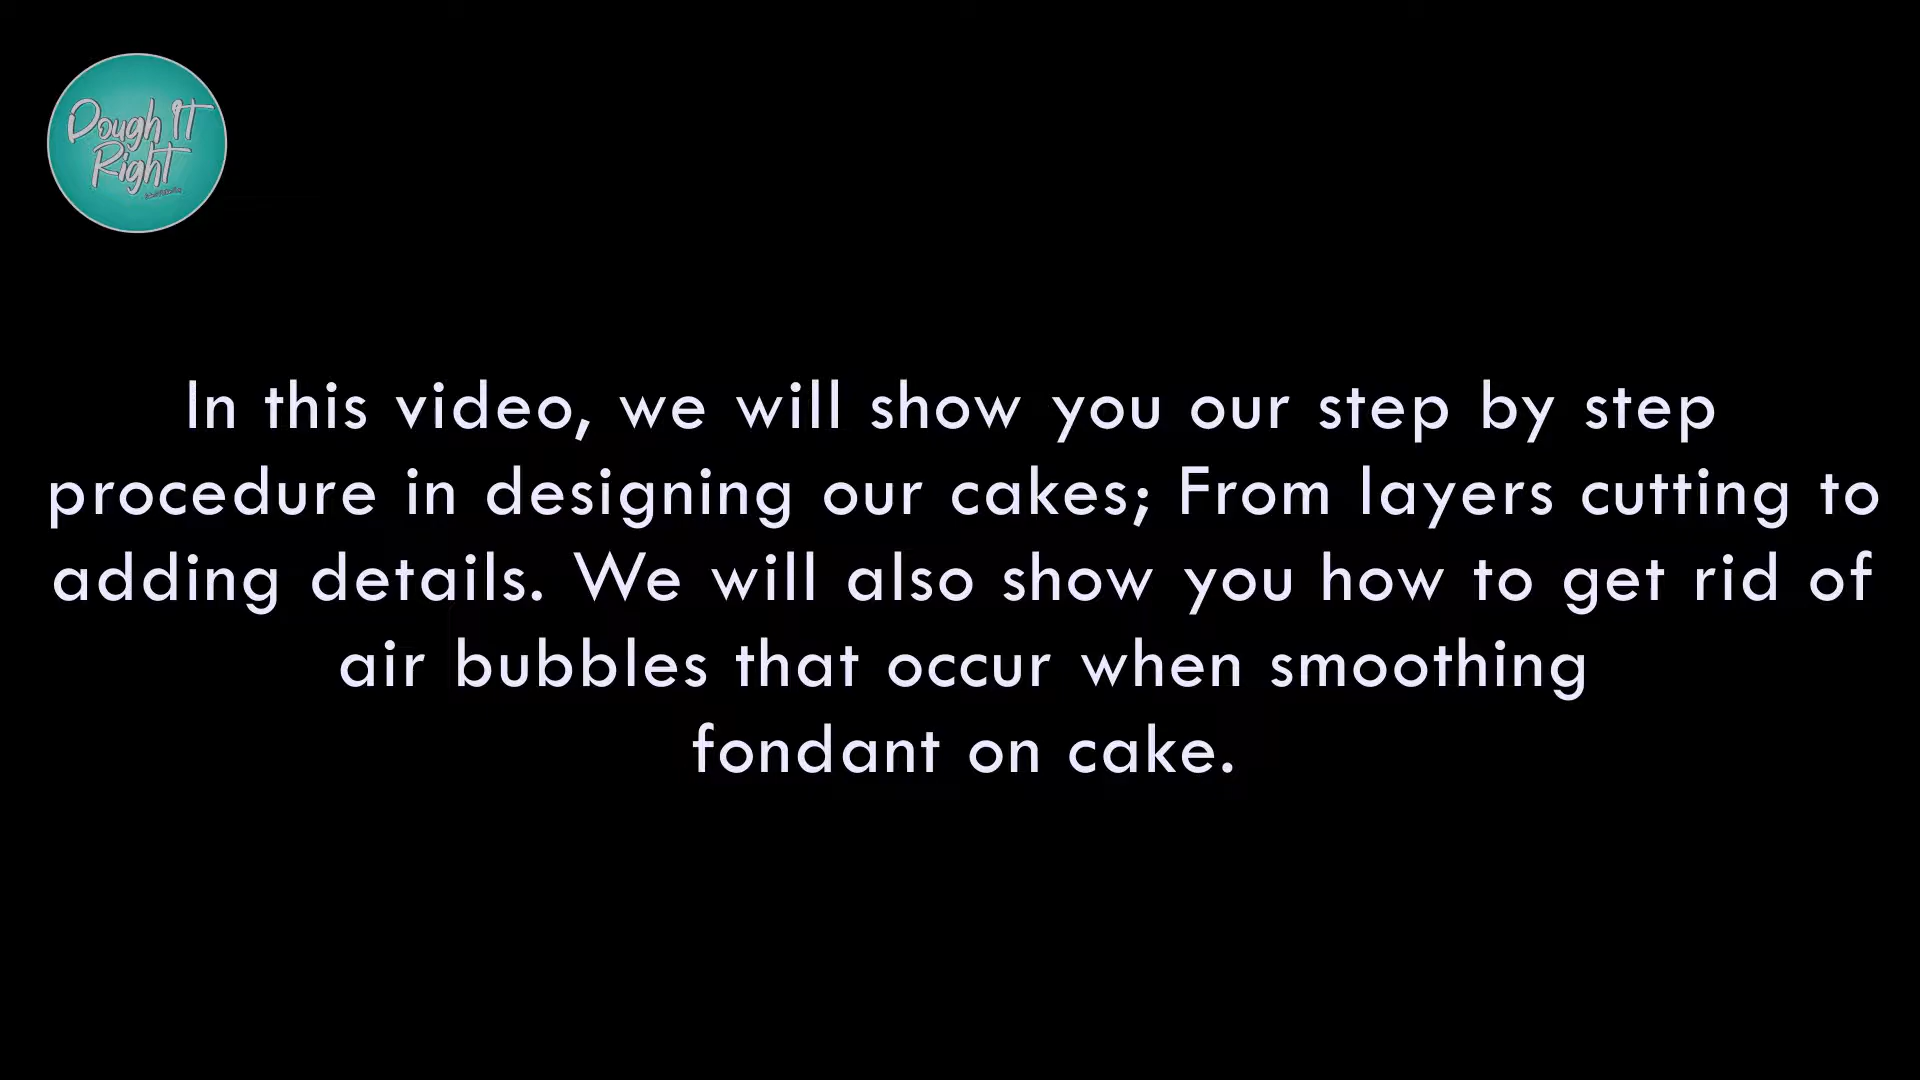 Dough IT
Right
In this video, we will show you our step by step
procedure in designing our cakes; From layers cutting to
adding details. We will also show you how to get rid of
air bubbles that occur when smoothing
fondant on cake.